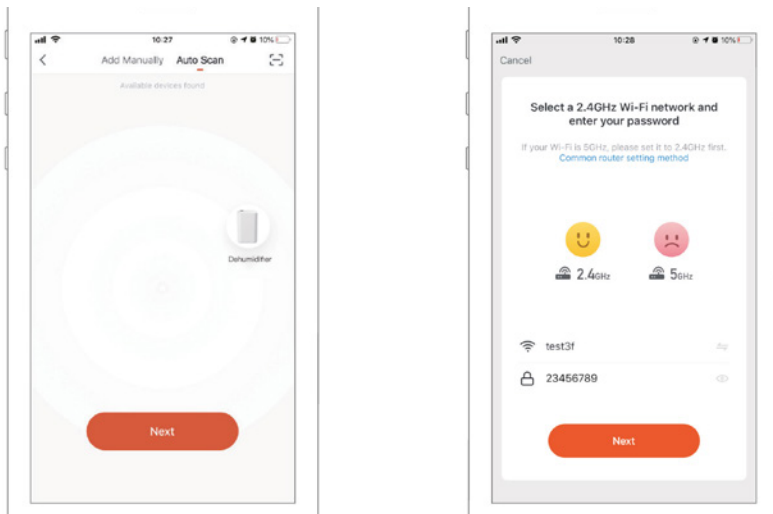 10:27
10%
Add Manually Auto Scan
Available devices found
Dehumidifier
Next
10:28
10%
Cancel
Select a 2.4GHz Wi-Fi network and
enter your password
If your Wi-Fi is 5GHz, please set it to 2.4GHz first.
Common router setting method
2.4GHz 5GHz
test3f
23456789
Next